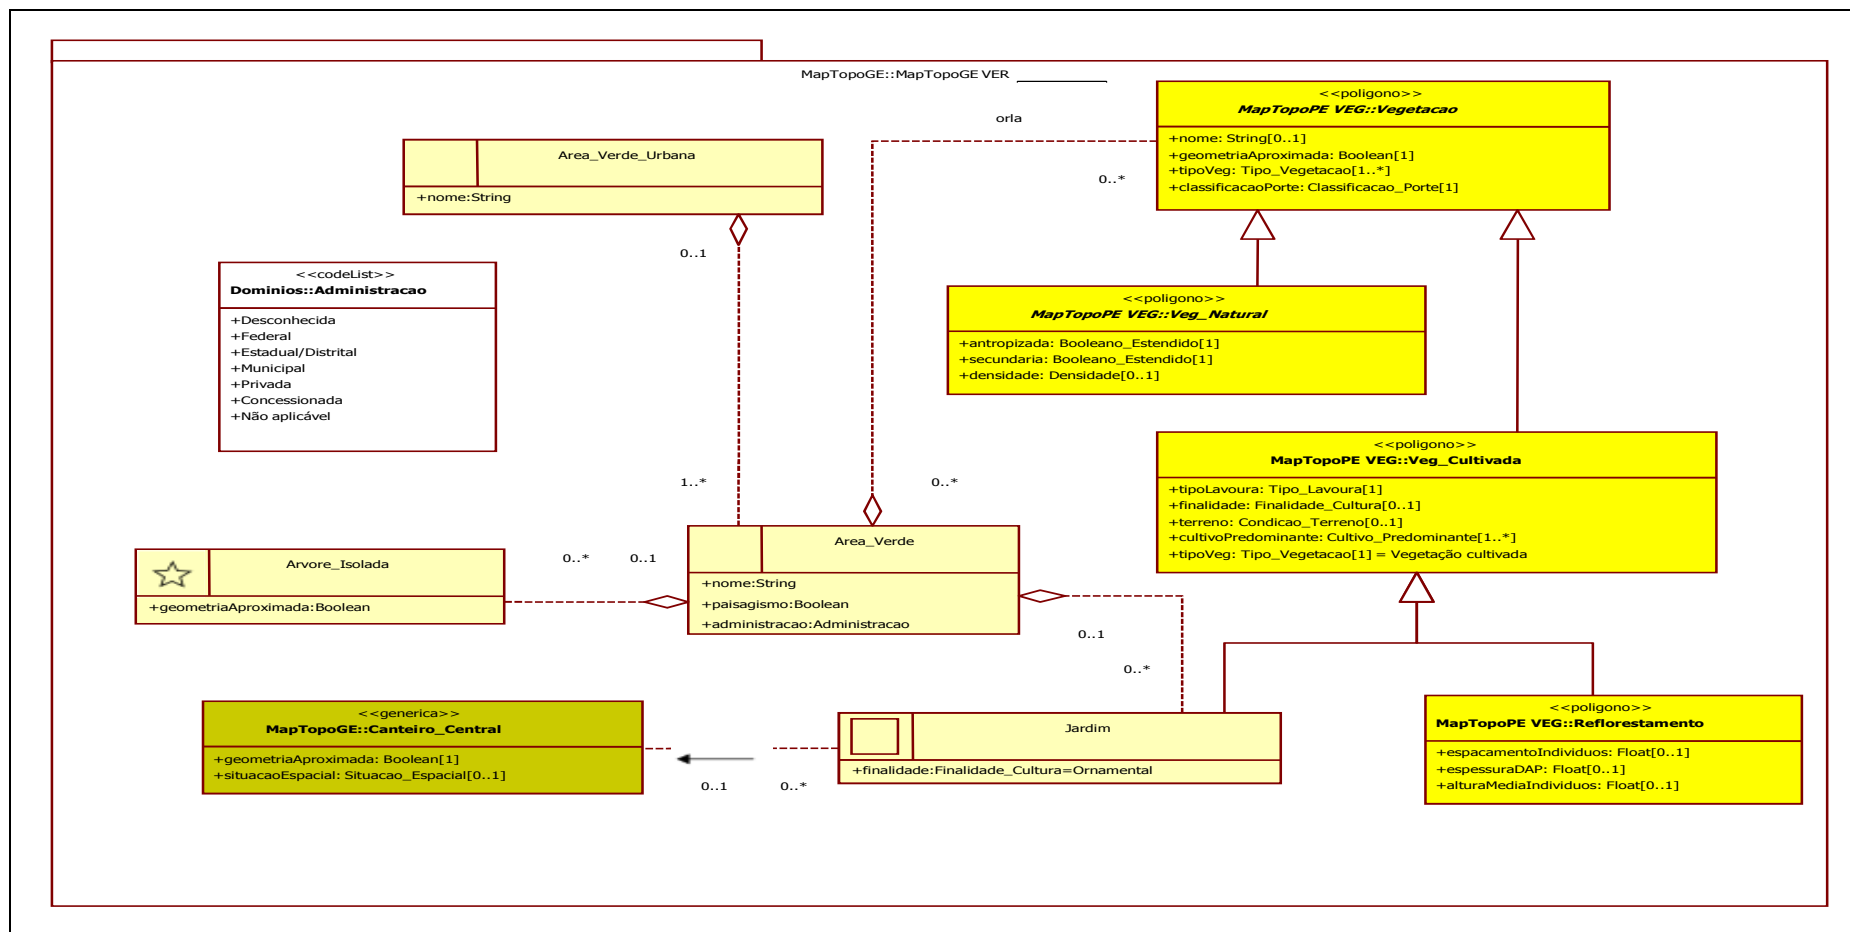 MapTopoGE::MapTopoGE VER
<<poligono>>
MapTopoPE VEG::Vegetacao
+nome: String[0..1]
+geometriaAproximada: Boolean[1]
+tipoVeg: Tipo_Vegetacao[1..*]
+classificacaoPorte: Classificacao_Porte[1]
orla
0..*
Area_Verde_Urbana
+nome:String
0..1
<<codeList>>
Dominios::Administracao
+Desconhecida
+Federal
+Estadual/Distrital
+Municipal
+Privada
+Concessionada
+Não aplicável
<<poligono>>
MapTopoPE VEG::Veg_Natural
+antropizada: Booleano_Estendido[1]
+secundaria: Booleano_Estendido[1]
+densidade: Densidade[0..1]
<<poligono>>
MapTopoPE VEG::Veg_Cultivada
+tipoLavoura: Tipo_Lavoura[1]
+finalidade: Finalidade_Cultura[0..1]
+terreno: Condicao_Terreno[0..1]
+cultivoPredominante: Cultivo_Predominante[1..*]
+tipoVeg: Tipo_Vegetacao[1] = Vegetação cultivada
1..*
0..*
Area_Verde
+nome:String
+paisagismo:Boolean
+administracao:Administracao
0..*
0..1
Arvore_Isolada
+geometriaAproximada:Boolean
0..1
0..*
<<generica>>
MapTopoGE::Canteiro_Central
+geometriaAproximada: Boolean[1]
+situacaoEspacial: Situacao_Espacial[0..1]
0..1
0..*
Jardim
+finalidade:Finalidade_Cultura=Ornamental
<<poligono>>
MapTopoPE VEG::Reflorestamento
+espacamentoIndividuos: Float[0..1]
+espessuraDAP: Float[0..1]
+alturaMediaIndividuos: Float[0..1]